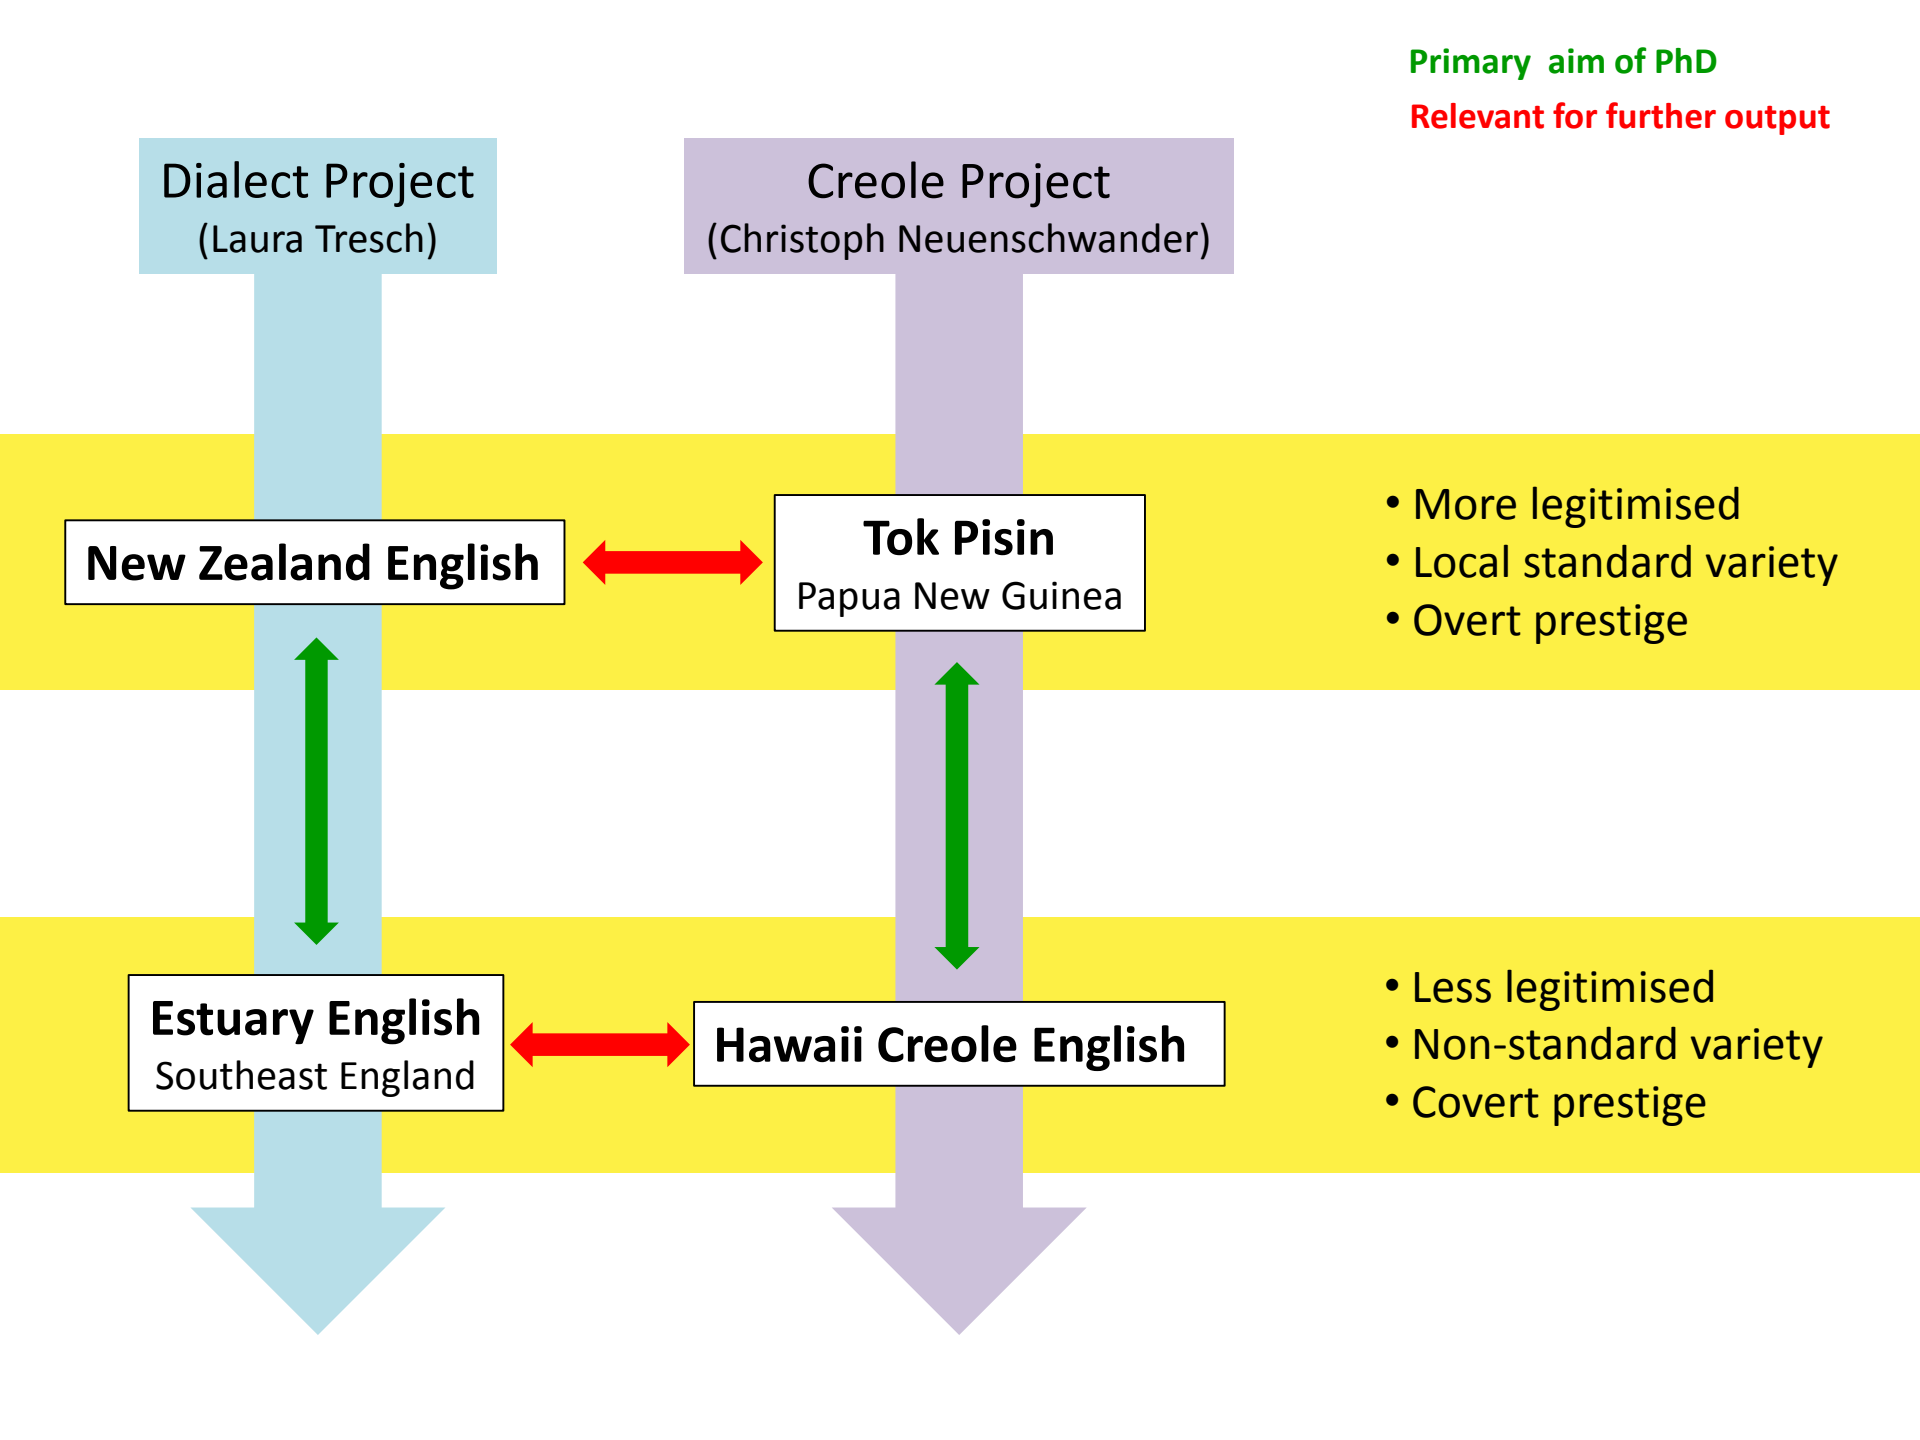 Primary aim of PhD
Relevant for further output
Dialect Project
(Laura Tresch)
Creole Project
(Christoph Neuenschwander)
New Zealand English
Tok Pisin
Papua New Guinea
• More legitimised
• Local standard variety
• Overt prestige
Estuary English
Southeast England
Hawaii Creole English
• Less legitimised
• Non-standard variety
• Covert prestige